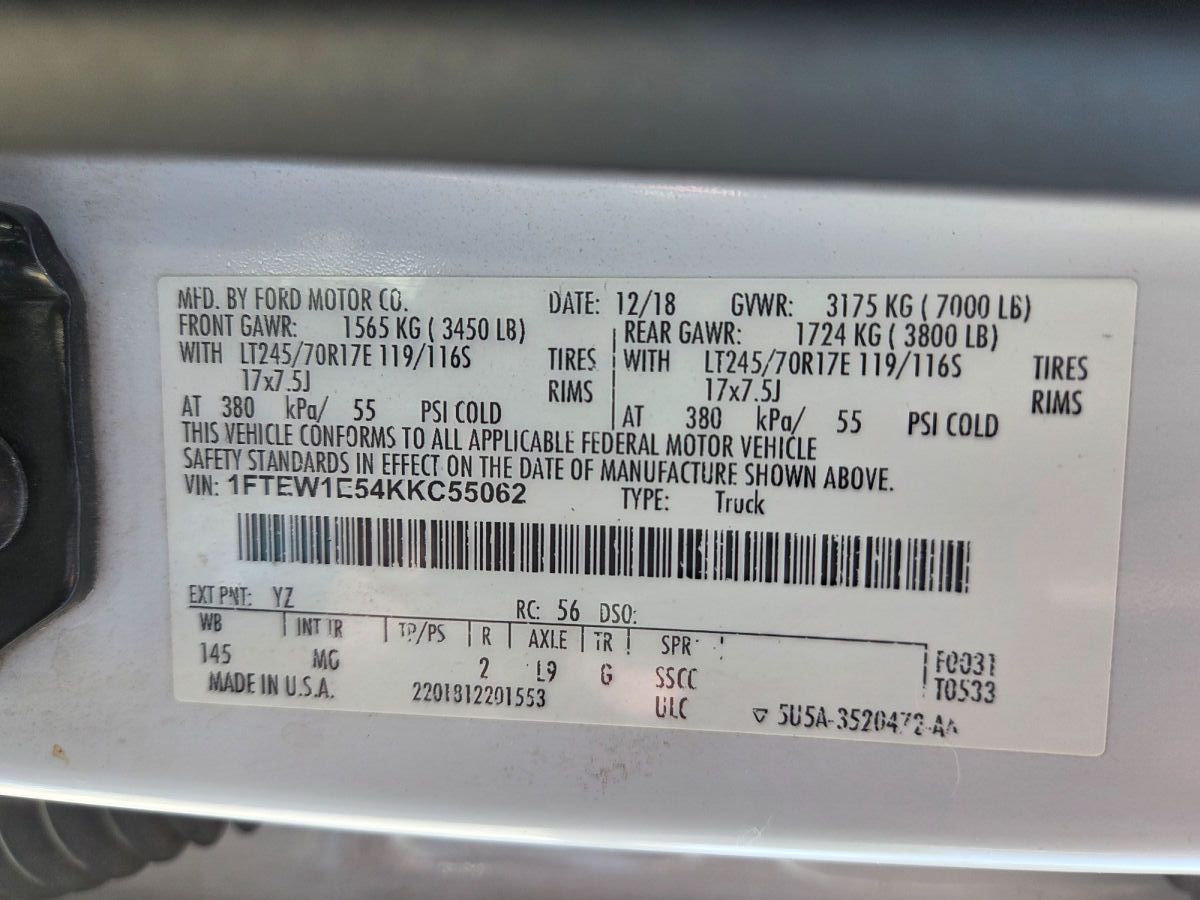 MFD. BY FORD MOTOR CO. DATE: 12/18 GVWR: 3175 KG ( 7000 LB)
FRONT GAWR: 1565 KG ( 3450 LB) REAR GAWR: 1724 KG ( 3800 LB)
WITH LT245/70R17E 119/116S TIRES WITH LT245/70R17E 119/116S TIRES
17x7.5J RIMS 17x7.5J RIMS
AT 380 kPa/ 55 PSI COLD AT 380 kPa/ 55 PSI COLD
THIS VEHICLE CONFORMS TO ALL APPLICABLE FEDERAL MOTOR VEHICLE
SAFETY STANDARDS IN EFFECT ON THE DATE OF MANUFACTURE SHOWN ABOVE.
VIN: 1FTEW1E54KKC55062 TYPE: Truck
EXT PNT: YZ RC: 56 DSO:
WB INT TR TP/PS R AXLE TR SPR
145 MG 2 L9 G SSCC F0031
MADE IN U.S.A. 2201812201553 ULC T0533
5U5A-3520472-AA